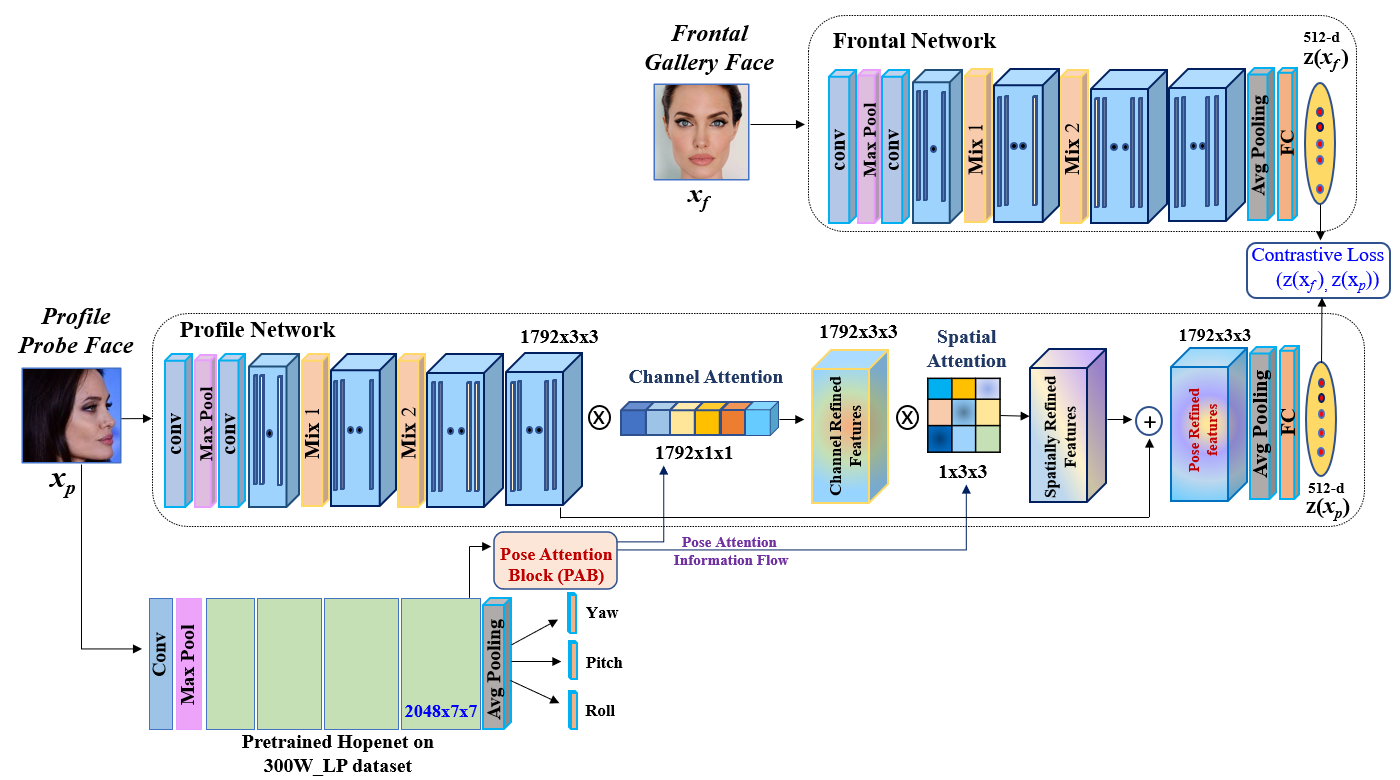 Frontal
Gallery Face
x_f
Frontal Network
conv
Max Pool
conv
Mix 1
Mix 2
Avg Pooling
FC
512-d
z(x_f)
Contrastive Loss
(z(x_f), z(x_p))
Profile
Probe Face
x_p
Profile Network
conv
Max Pool
conv
Mix 1
Mix 2
1792x3x3
X
Channel Attention
1792x1x1
1792x3x3
Channel Refined
Features
X
Spatial
Attention
1x3x3
Spatially Refined
Features
+
1792x3x3
Pose Refined
features
Avg Pooling
FC
512-d
z(x_p)
Pose Attention
Block (PAB)
Pose Attention
Information Flow
Conv
Max Pool
2048x7x7
Avg Pooling
Yaw
Pitch
Roll
Pretrained Hopenet on
300W_LP dataset